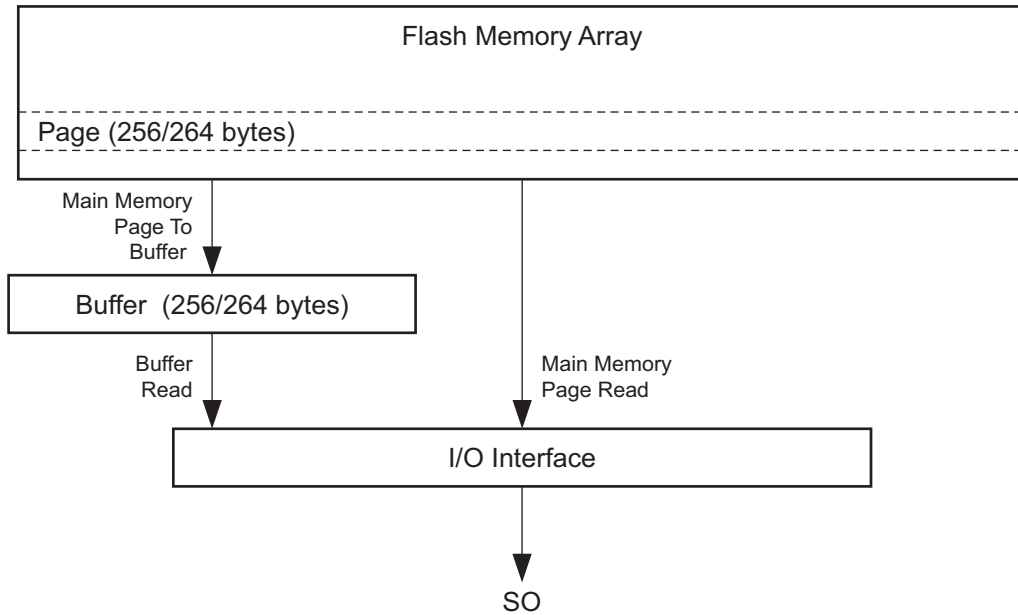 Flash Memory Array
Page (256/264 bytes)
Main Memory
Page To
Buffer
Buffer (256/264 bytes)
Buffer
Read
Main Memory
Page Read
I/O Interface
SO